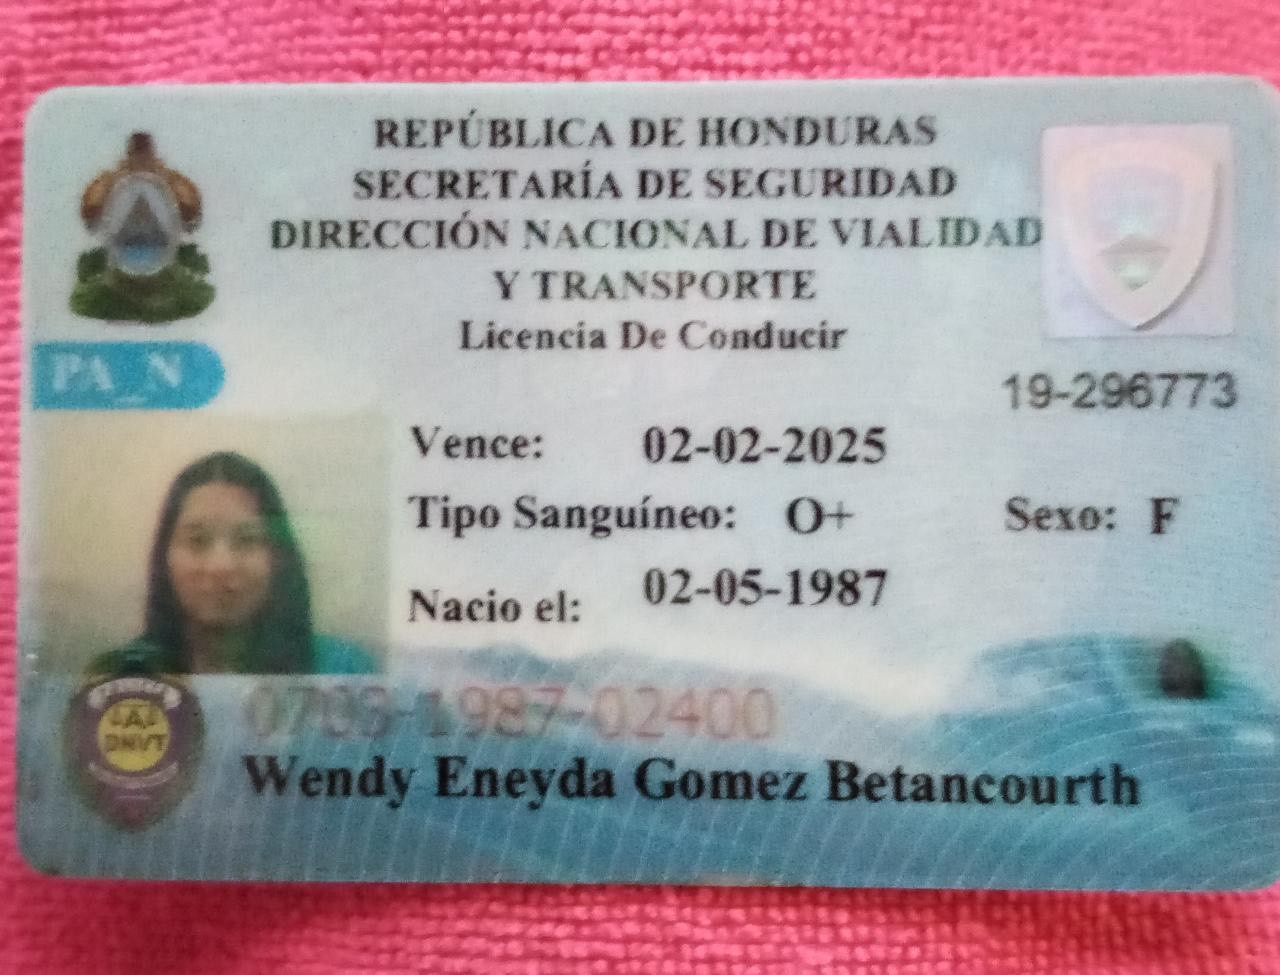 REPÚBLICA DE HONDURAS
SECRETARÍA DE SEGURIDAD
DIRECCIÓN NACIONAL DE VIALIDAD
Y TRANSPORTE
Licencia De Conducir
PA_N
19-296773
Vence: 02-02-2025
Tipo Sanguíneo: O+ Sexo: F
Nacio el: 02-05-1987
DNVT
Wendy Eneyda Gomez Betancourth